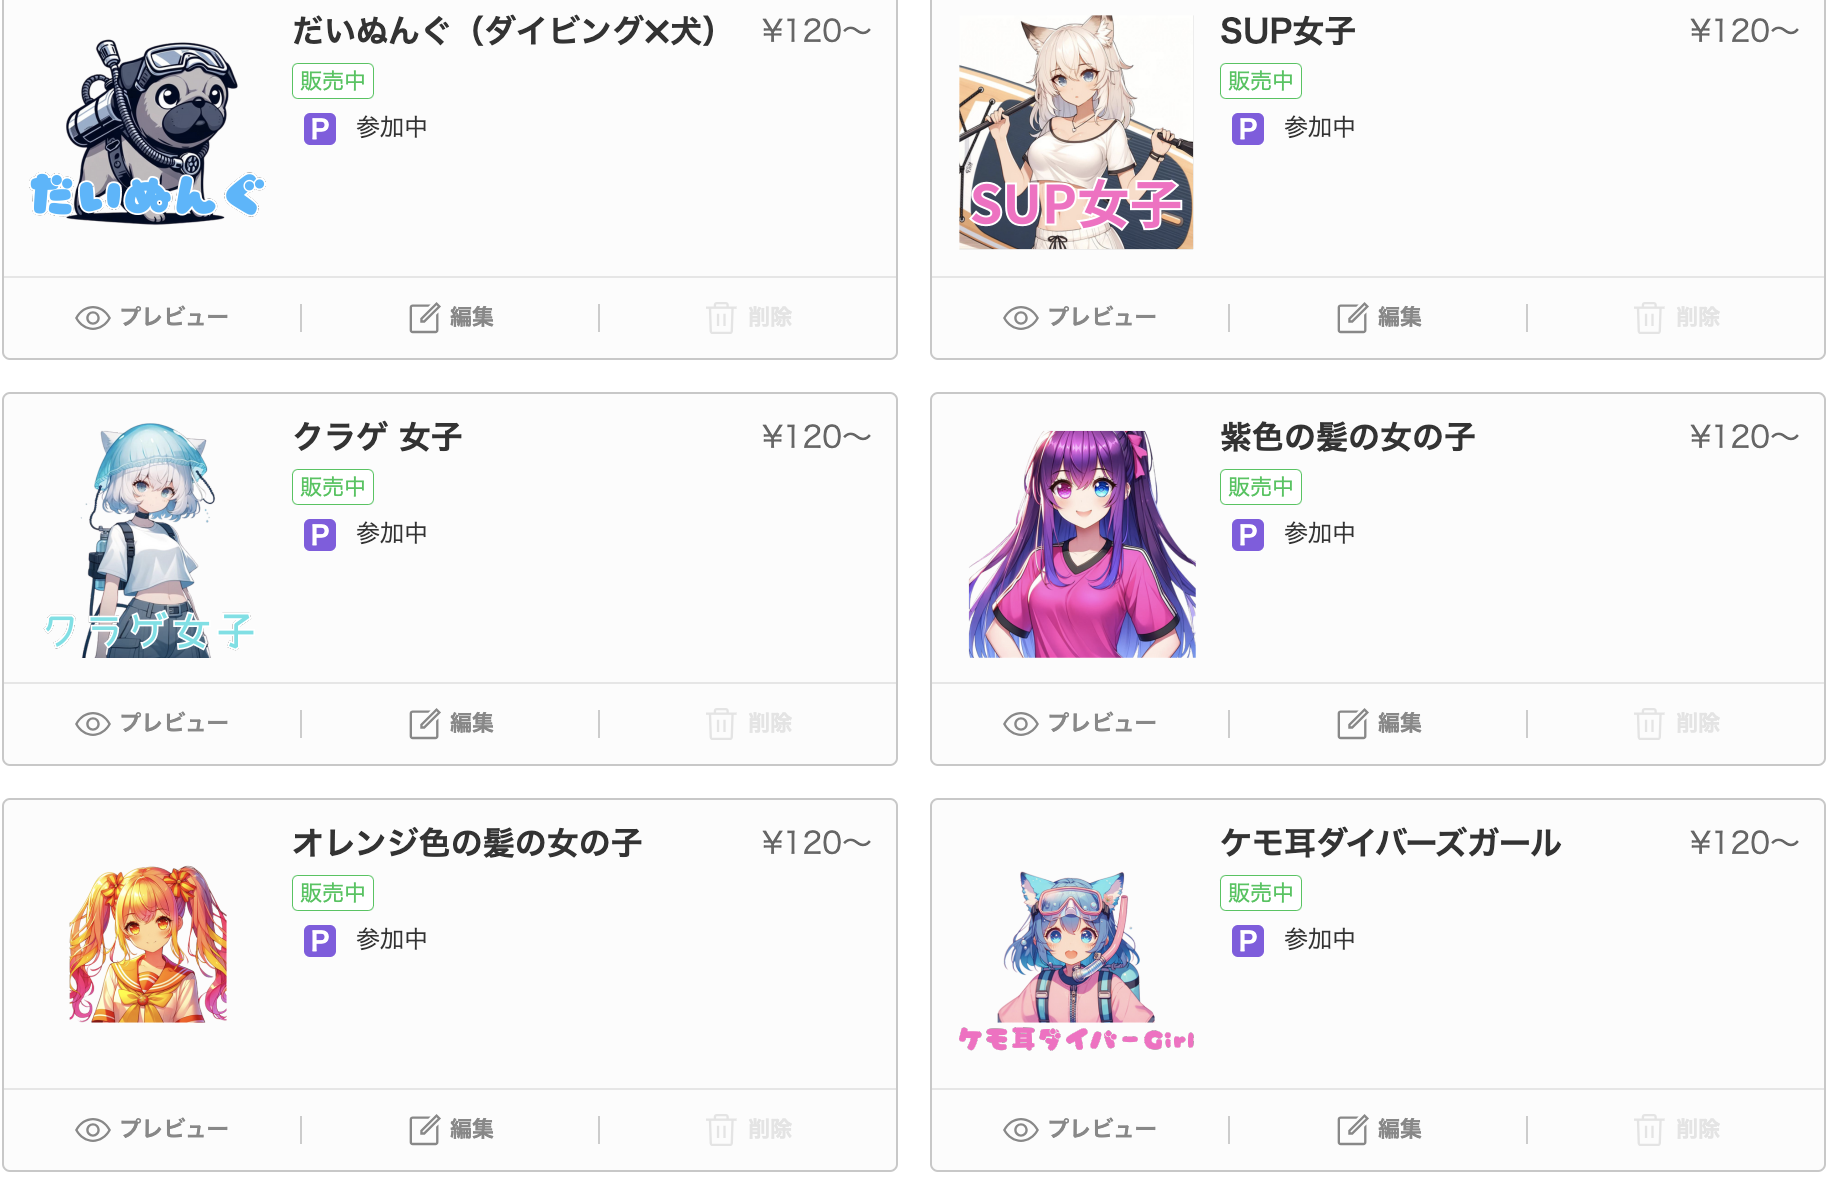 だいぬんぐ（ダイビング×犬） ¥120〜
販売中
P 参加中
だいぬんぐ
プレビュー 編集 削除
SUP女子 ¥120〜
販売中
P 参加中
SUP女子
プレビュー 編集 削除
クラゲ 女子 ¥120〜
販売中
P 参加中
クラゲ女子
プレビュー 編集 削除
紫色の髪の女の子 ¥120〜
販売中
P 参加中
プレビュー 編集 削除
オレンジ色の髪の女の子 ¥120〜
販売中
P 参加中
プレビュー 編集 削除
ケモ耳ダイバーズガール ¥120〜
販売中
P 参加中
ケモ耳ダイバーGirl
プレビュー 編集 削除